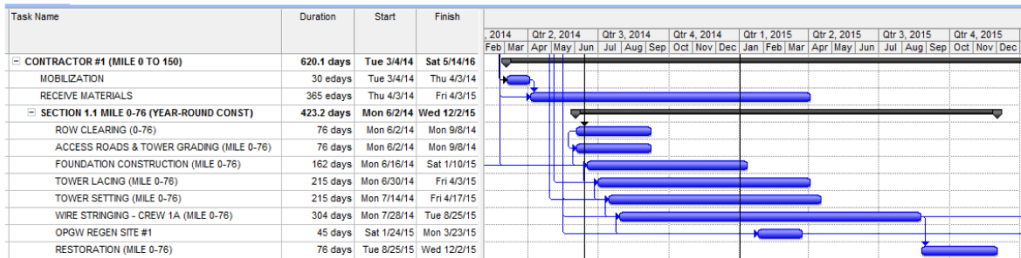 Task Name Duration Start Finish , 2014 Qtr 2, 2014 Qtr 3, 2014 Qtr 4, 2014 Qtr 1, 2015 Qtr 2, 2015 Qtr 3, 2015 Qtr 4, 2015
Feb Mar Apr May Jun Jul Aug Sep Oct Nov Dec Jan Feb Mar Apr May Jun Jul Aug Sep Oct Nov Dec
CONTRACTOR #1 (MILE 0 TO 150) 620.1 days Tue 3/4/14 Sat 5/14/16
MOBILIZATION 30 edays Tue 3/4/14 Thu 4/3/14
RECEIVE MATERIALS 365 edays Thu 4/3/14 Fri 4/3/15
SECTION 1.1 MILE 0-76 (YEAR-ROUND CONST) 423.2 days Mon 6/2/14 Wed 12/2/15
ROW CLEARING (0-76) 76 days Mon 6/2/14 Mon 9/8/14
ACCESS ROADS & TOWER GRADING (MILE 0-76) 76 days Mon 6/2/14 Mon 9/8/14
FOUNDATION CONSTRUCTION (MILE 0-76) 162 days Mon 6/16/14 Sat 1/10/15
TOWER LACING (MILE 0-76) 215 days Mon 6/30/14 Fri 4/3/15
TOWER SETTING (MILE 0-76) 215 days Mon 7/14/14 Fri 4/17/15
WIRE STRINGING - CREW 1A (MILE 0-76) 304 days Mon 7/28/14 Tue 8/25/15
OPGW REGEN SITE #1 45 days Sat 1/24/15 Mon 3/23/15
RESTORATION (MILE 0-76) 76 days Tue 8/25/15 Wed 12/2/15